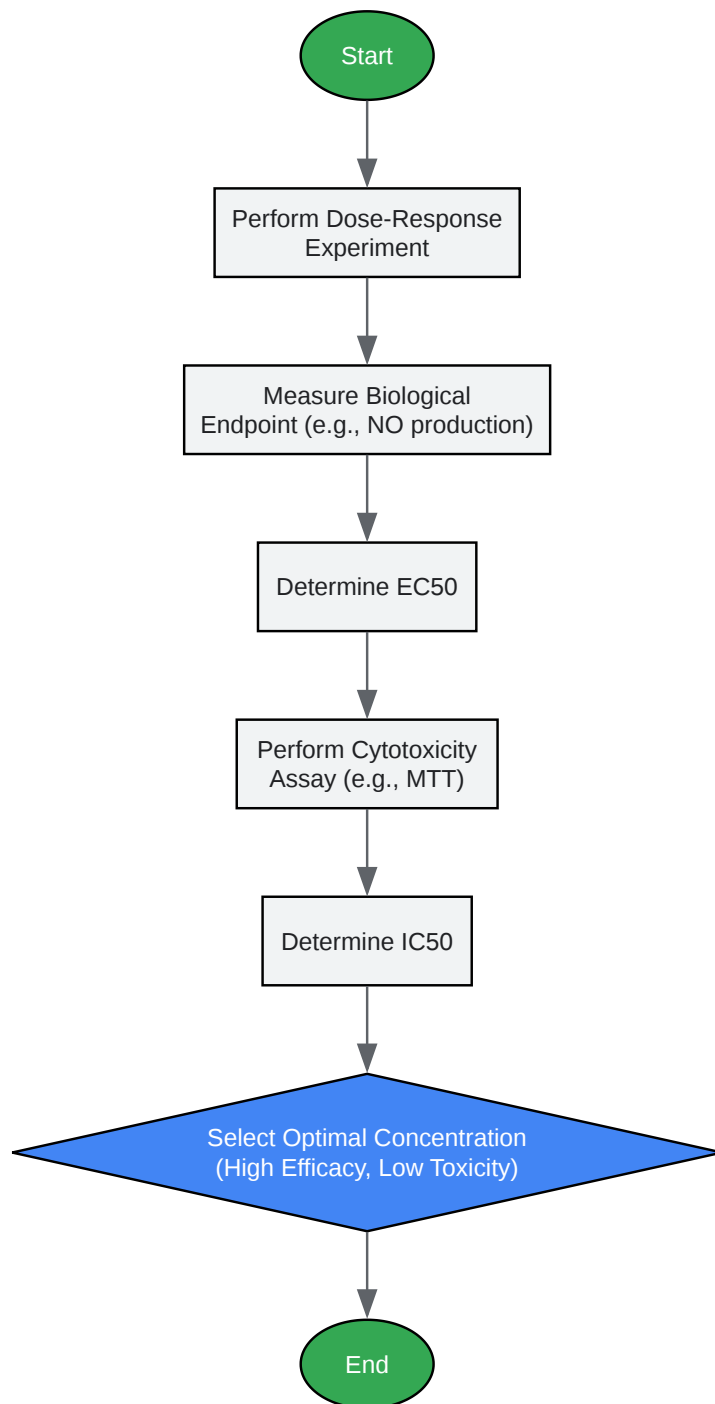 Start
Perform Dose-Response
Experiment
Measure Biological
Endpoint (e.g., NO production)
Determine EC50
Perform Cytotoxicity
Assay (e.g., MTT)
Determine IC50
Select Optimal Concentration
(High Efficacy, Low Toxicity)
End